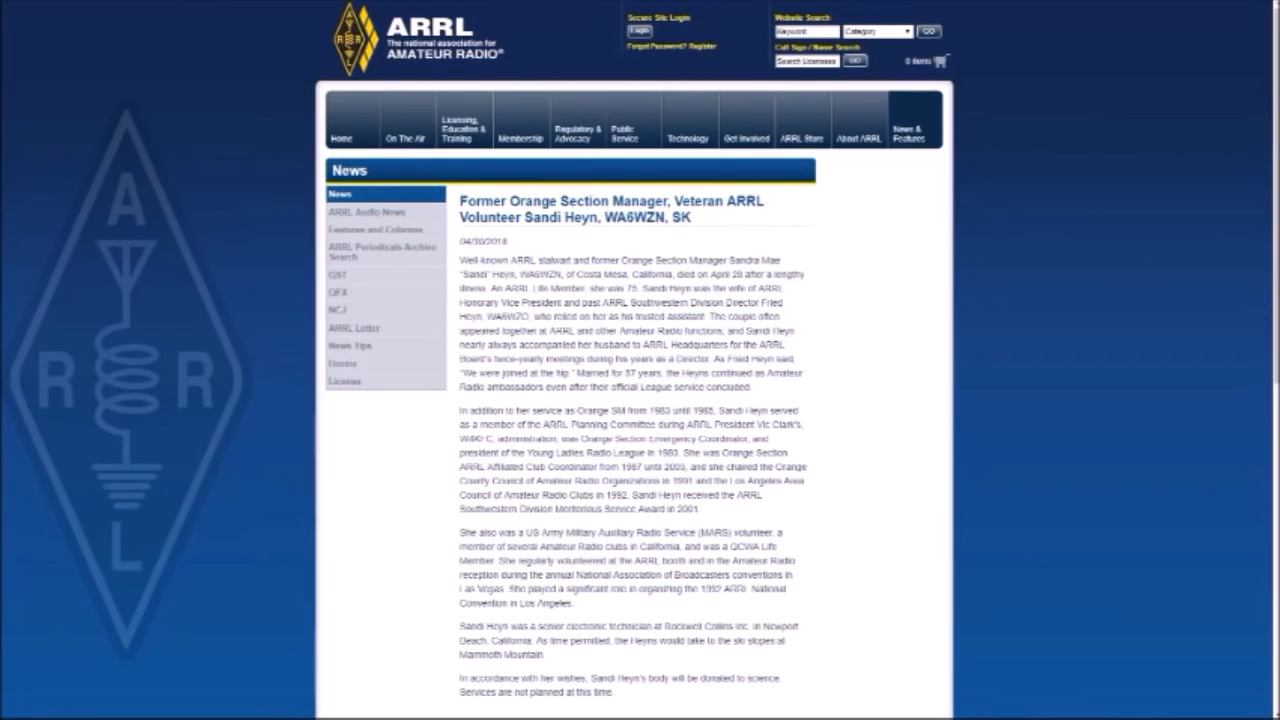 ARRL
The national association for
AMATEUR RADIO®
Secure Site Login
Login
Forgot Password? Register
Website Search
Keyword
Category
GO
Call Sign / Name Search
Search Licensees
GO
0 items
Home
On The Air
Licensing, Education & Training
Membership
Regulatory & Advocacy
Public Service
Technology
Get Involved
ARRL Store
About ARRL
News & Features
News
News
ARRL Audio News
Features and Columns
ARRL Periodicals Archive
Search
QST
QEX
NCJ
ARRL Letter
News Tips
Doctor
License
Former Orange Section Manager, Veteran ARRL
Volunteer Sandi Heyn, WA6WZN, SK
04/30/2018
Well-known ARRL stalwart and former Orange Section Manager Sandra Mae
"Sandi" Heyn, WA6WZN, of Costa Mesa, California, died on April 28 after a lengthy
illness. An ARRL Life Member, she was 75. Sandi Heyn was the wife of ARRL
Honorary Vice President and past ARRL Southwestern Division Director Fried
Heyn, WA6WZO, who relied on her as his trusted assistant. The couple often
appeared together at ARRL and other Amateur Radio functions, and Sandi Heyn
nearly always accompanied her husband to ARRL Headquarters for the ARRL
Board's twice-yearly meetings during his years as a Director. As Fried Heyn said,
"We were joined at the hip." Married for 57 years, the Heyns continued as Amateur
Radio ambassadors even after their official League service concluded.
In addition to her service as Orange SM from 1983 until 1985, Sandi Heyn served
as a member of the ARRL Planning Committee during ARRL President Vic Clark's,
W4KFC, administration, was Orange Section Emergency Coordinator, and
president of the Young Ladies Radio League in 1983. She was Orange Section
ARRL Affiliated Club Coordinator from 1987 until 2003, and she chaired the Orange
County Council of Amateur Radio Organizations in 1991 and the Los Angeles Area
Council of Amateur Radio Clubs in 1992. Sandi Heyn received the ARRL
Southwestern Division Meritorious Service Award in 2001.
She also was a US Army Military Auxiliary Radio Service (MARS) volunteer, a
member of several Amateur Radio clubs in California, and was a QCWA Life
Member. She regularly volunteered at the ARRL booth and in the Amateur Radio
reception during the annual National Association of Broadcasters conventions in
Las Vegas. She played a significant role in organizing the 1992 ARRL National
Convention in Los Angeles.
Sandi Heyn was a senior electronic technician at Rockwell Collins Inc. in Newport
Beach, California. As time permitted, the Heyns would take to the ski slopes at
Mammoth Mountain.
In accordance with her wishes, Sandi Heyn's body will be donated to science.
Services are not planned at this time.
A
R R
L